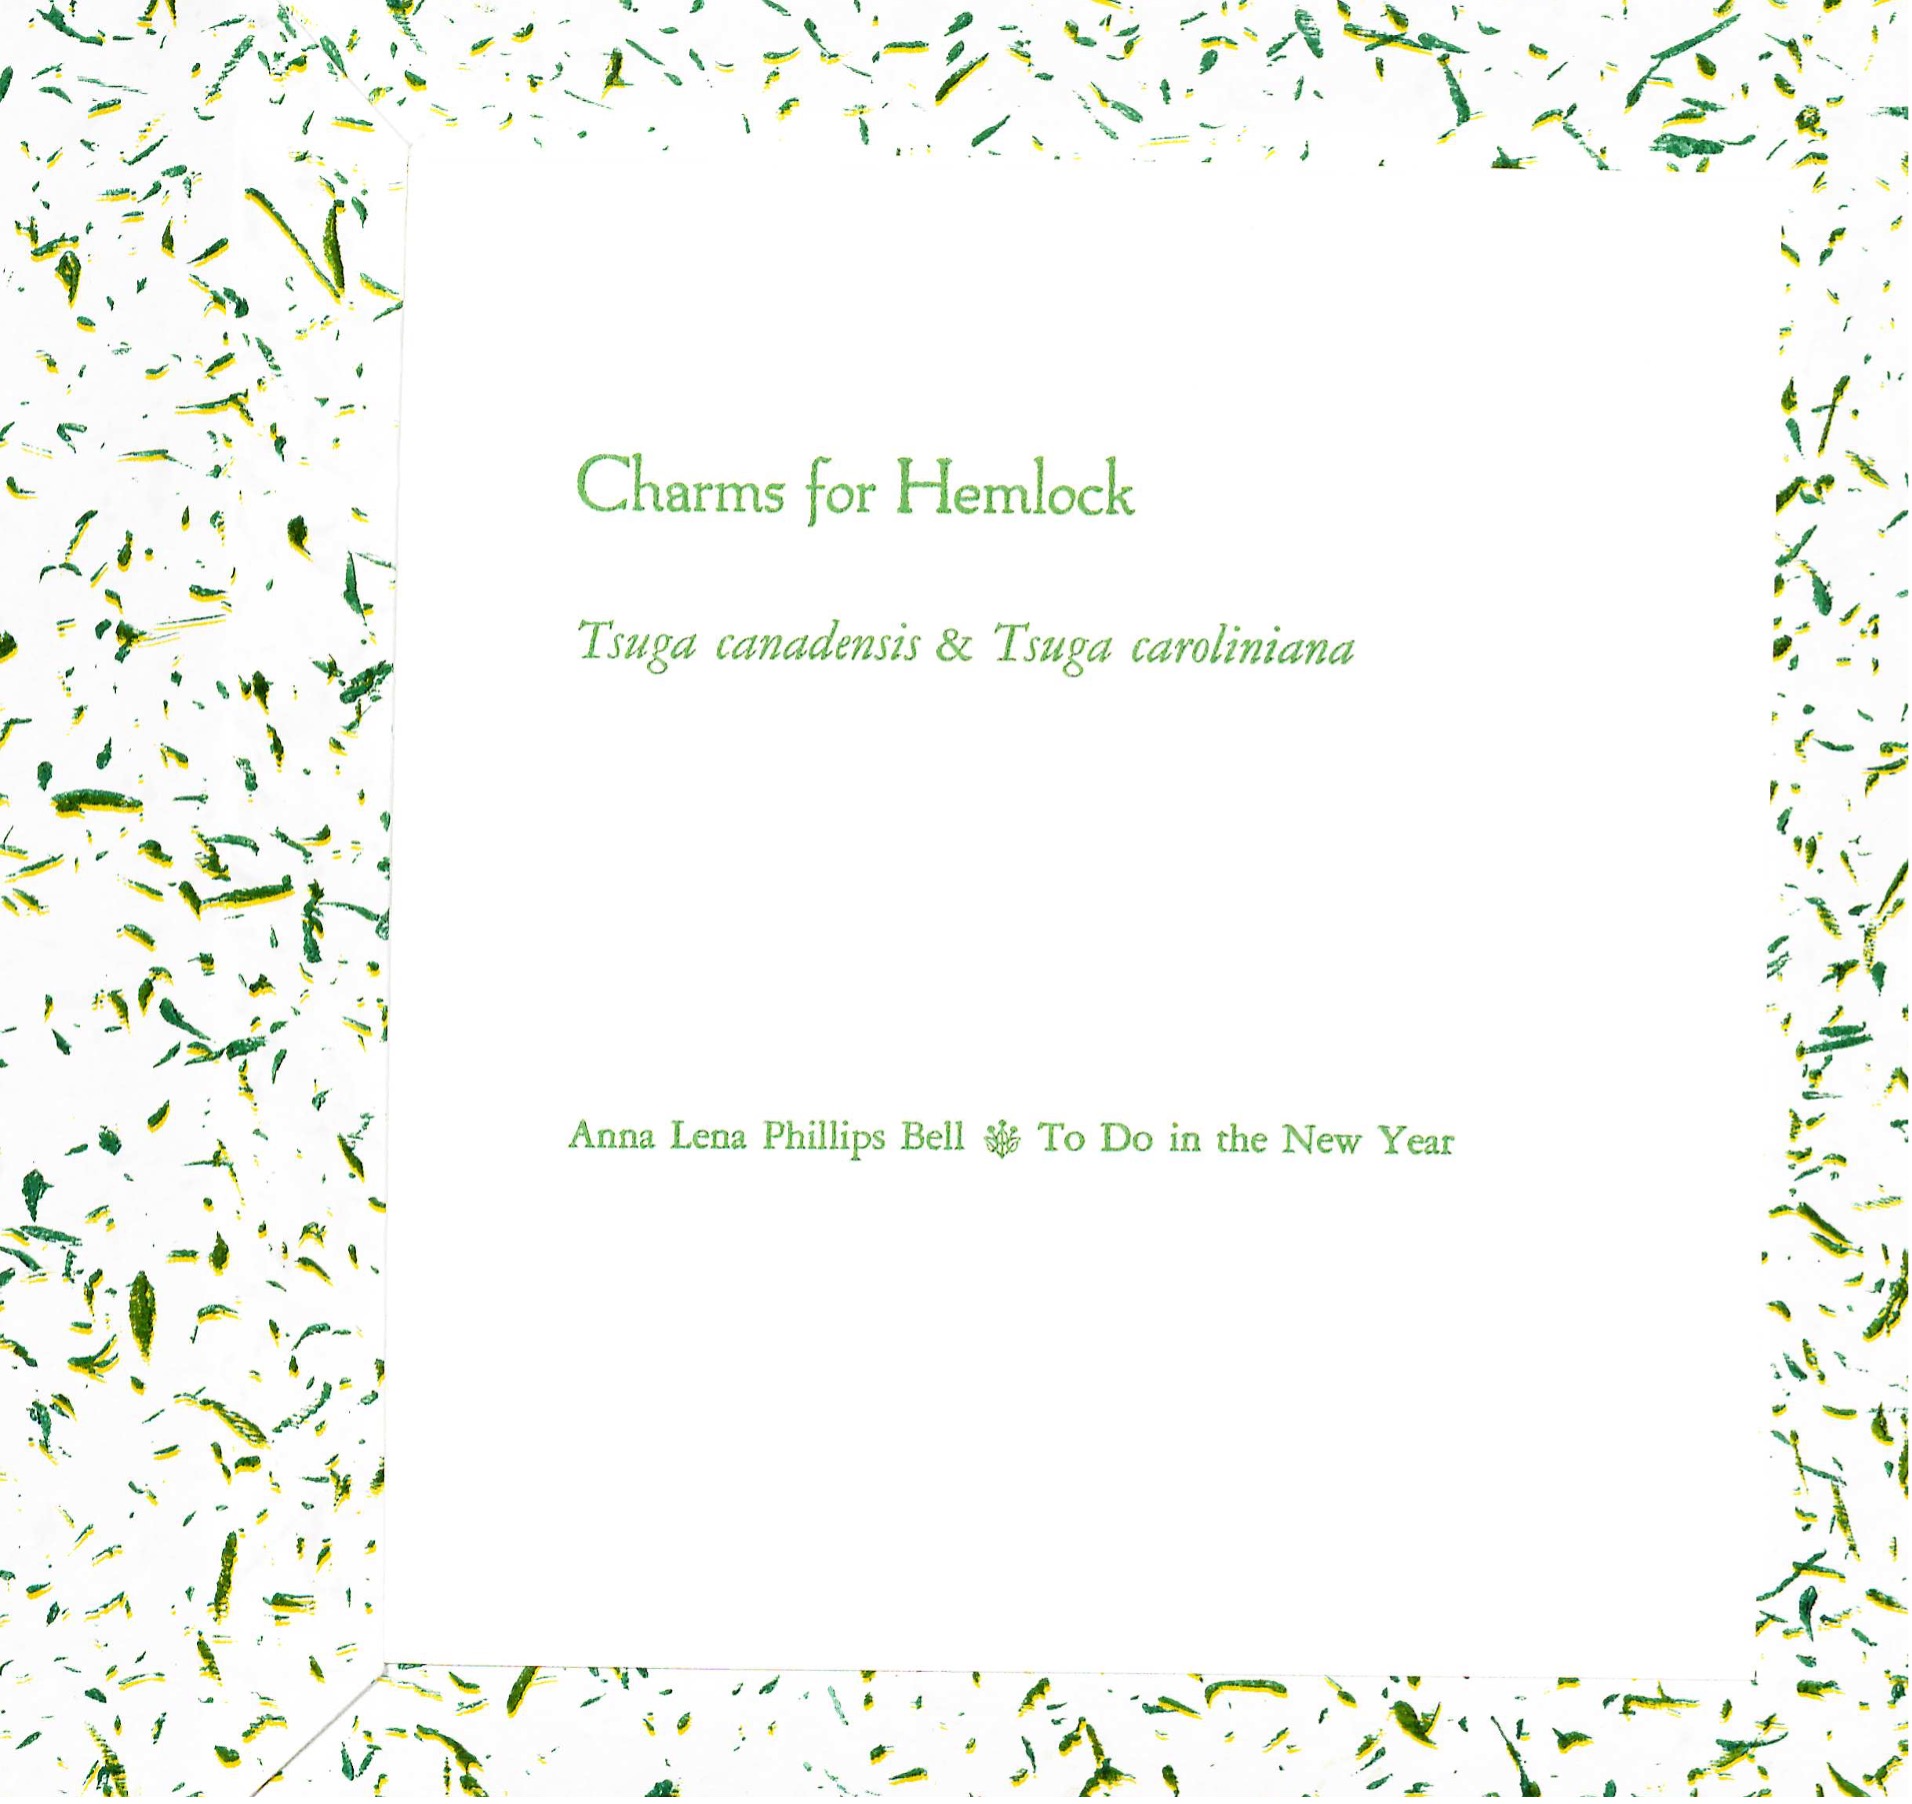 Charms for Hemlock
Tsuga canadensis & Tsuga caroliniana
Anna Lena Phillips Bell To Do in the New Year